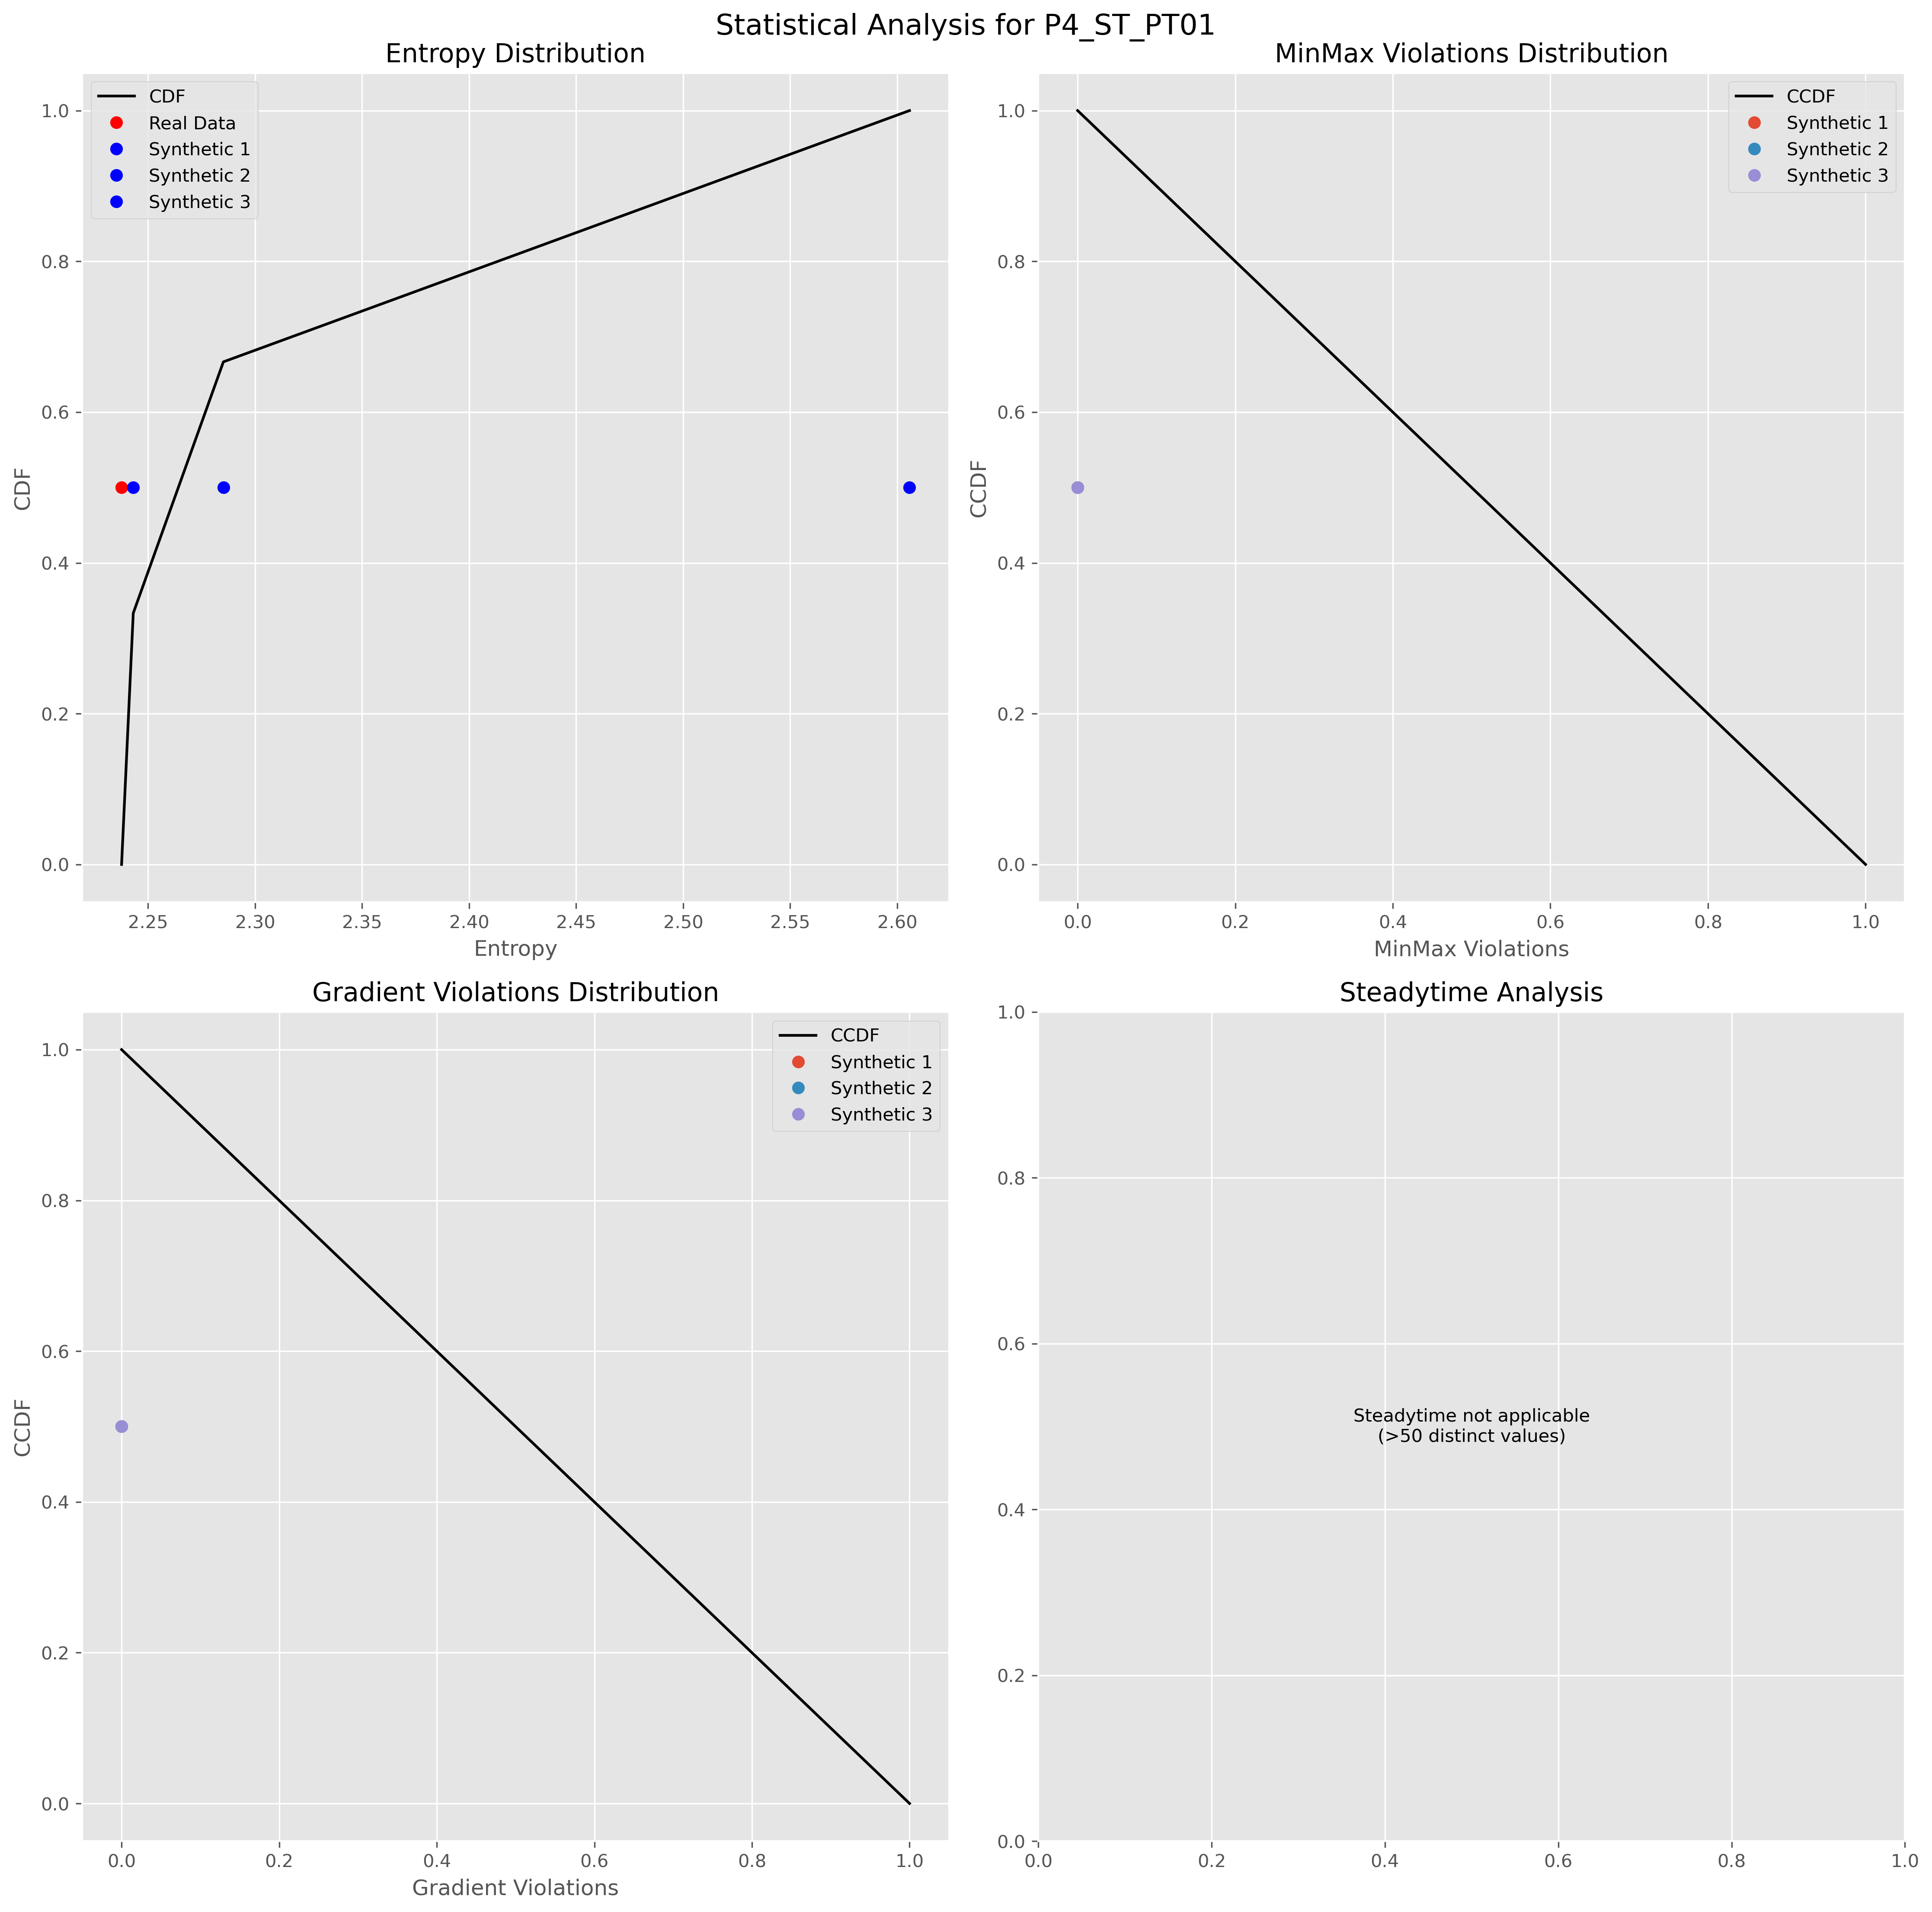 Statistical Analysis for P4_ST_PT01
Entropy Distribution
CDF
Real Data
Synthetic 1
Synthetic 2
Synthetic 3
1.0
0.8
0.6
0.4
0.2
0.0
CDF
2.25 2.30 2.35 2.40 2.45 2.50 2.55 2.60
Entropy
MinMax Violations Distribution
CCDF
Synthetic 1
Synthetic 2
Synthetic 3
1.0
0.8
0.6
0.4
0.2
0.0
CCDF
0.0 0.2 0.4 0.6 0.8 1.0
MinMax Violations
Gradient Violations Distribution
CCDF
Synthetic 1
Synthetic 2
Synthetic 3
1.0
0.8
0.6
0.4
0.2
0.0
CCDF
0.0 0.2 0.4 0.6 0.8 1.0
Gradient Violations
Steadytime Analysis
1.0
0.8
0.6
0.4
0.2
0.0
Steadytime not applicable
(>50 distinct values)
0.0 0.2 0.4 0.6 0.8 1.0